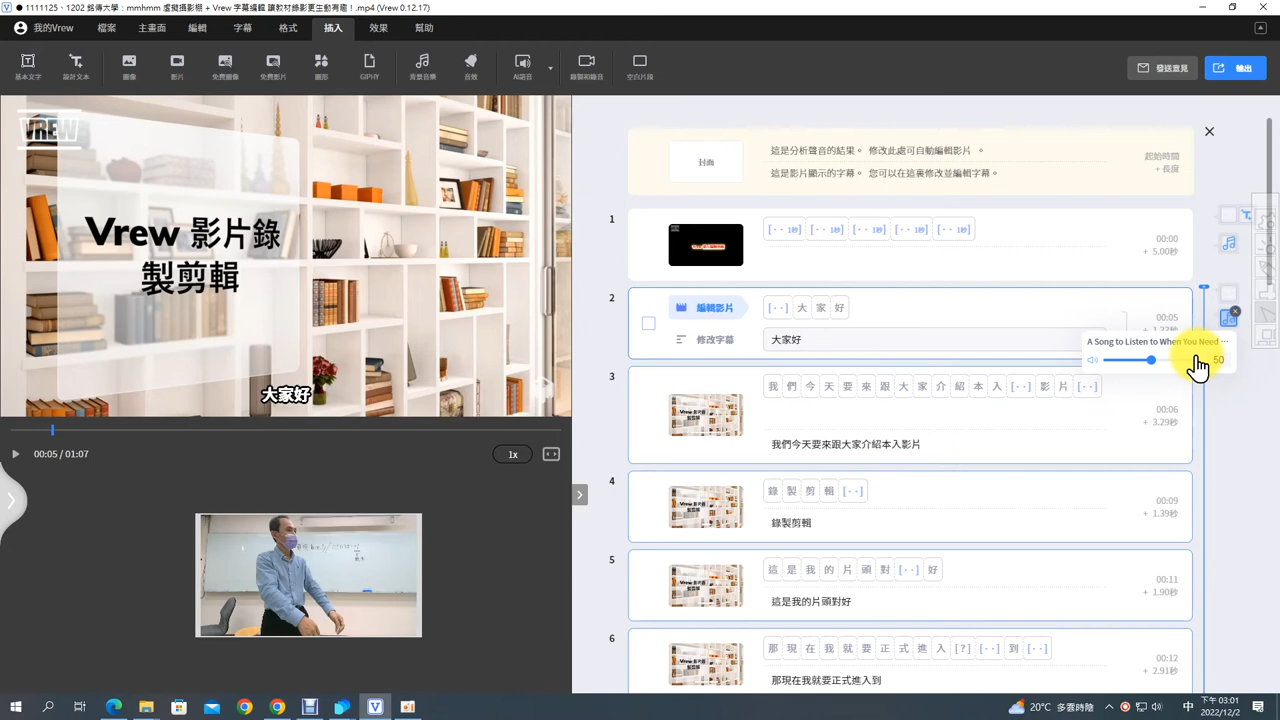 ● 1111125、1202 銘傳大學：mmhmm 虛擬攝影棚 + Vrew 字幕編輯 讓教材錄影更生動有趣！.mp4 (Vrew 0.12.17)
我的Vrew 檔案 主畫面 編輯 字幕 格式 插入 效果 幫助
基本文字 設計文本 圖像 影片 免費圖像 免費影片 圖形 GIPHY 背景音樂 音效 AI語音 錄製和錄音 空白片段 發送意見 輸出
VREW
Vrew 影片錄
製剪輯
大家好
00:05 / 01:07
1x
封面
這是分析聲音的結果。 修改此處可自動編輯影片 。
這是影片顯示的字幕。 您可以在這裏修改並編輯字幕。
起始時間
+ 長度
1
[·· 1秒] [·· 1秒] [·· 1秒] [·· 1秒] [·· 1秒]
00:00
+ 5.00秒
2
編輯影片
[··] 大 家 好
00:05
修改字幕
大家好
A Song to Listen to When You Need ...
50
3
我 們 今 天 要 來 跟 大 家 介 紹 本 入 [··] 影 片 [··]
00:06
+ 3.29秒
我們今天要來跟大家介紹本入影片
4
錄 製 剪 輯 [··]
00:09
+ 1.39秒
錄製剪輯
5
這 是 我 的 片 頭 對 [··] 好
00:11
+ 1.90秒
這是我的片頭對好
6
那 現 在 我 就 要 正 式 進 入 [?] [··] 到 [··]
00:12
+ 2.91秒
那現在我就要正式進入到
20°C 多雲時陰
中
下午 03:01
2022/12/2